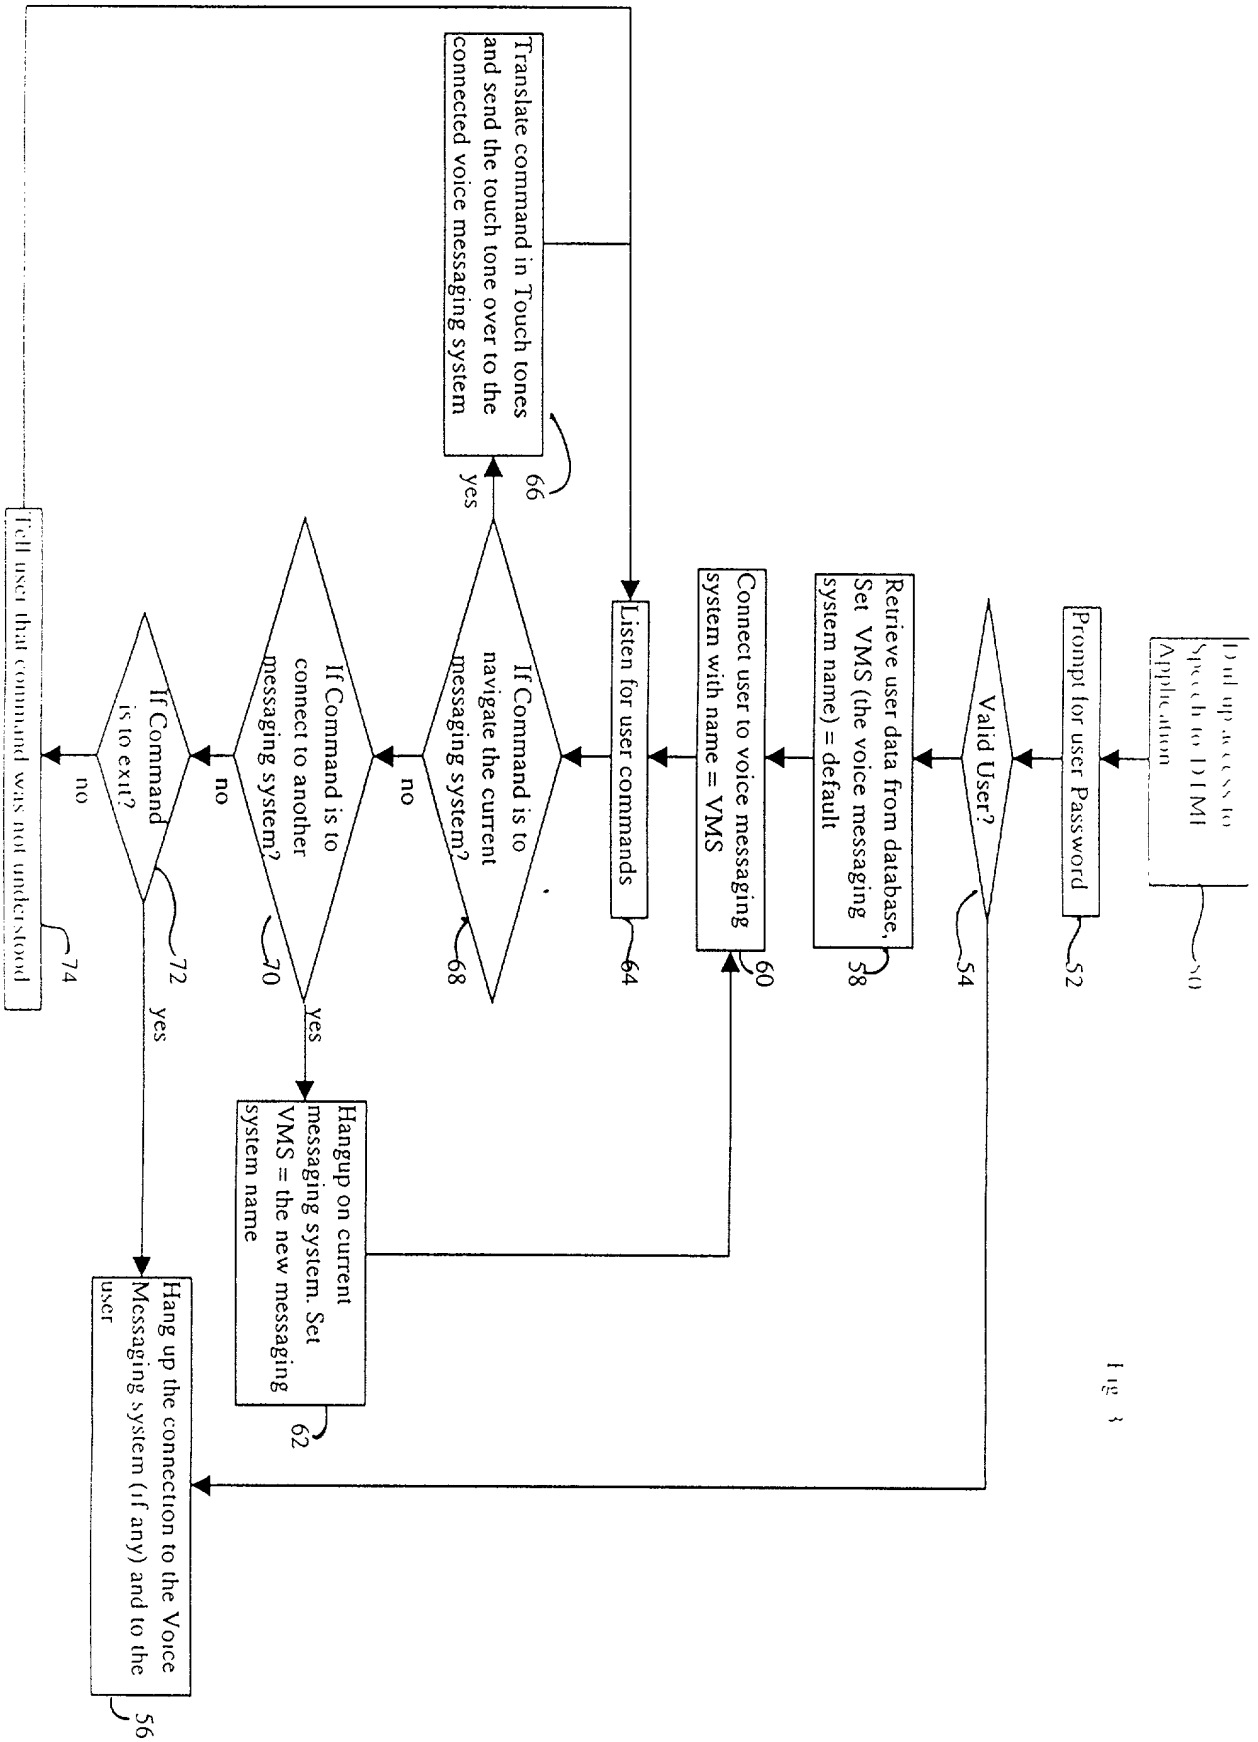 Dial up access to
Speech to DTMF
Application
50
Prompt for user Password
52
Valid User?
54
Retrieve user data from database,
Set VMS (the voice messaging
system name) = default
58
Connect user to voice messaging
system with name = VMS
60
Listen for user commands
64
If Command is to
navigate the current
messaging system?
68
yes
no
Translate command in Touch tones
and send the touch tone over to the
connected voice messaging system
66
If Command is to
connect to another
messaging system?
70
yes
no
Hangup on current
messaging system. Set
VMS = the new messaging
system name
62
If Command
is to exit?
72
yes
no
Hang up the connection to the Voice
Messaging system (if any) and to the
user
56
Tell user that command was not understood
74
Fig 3